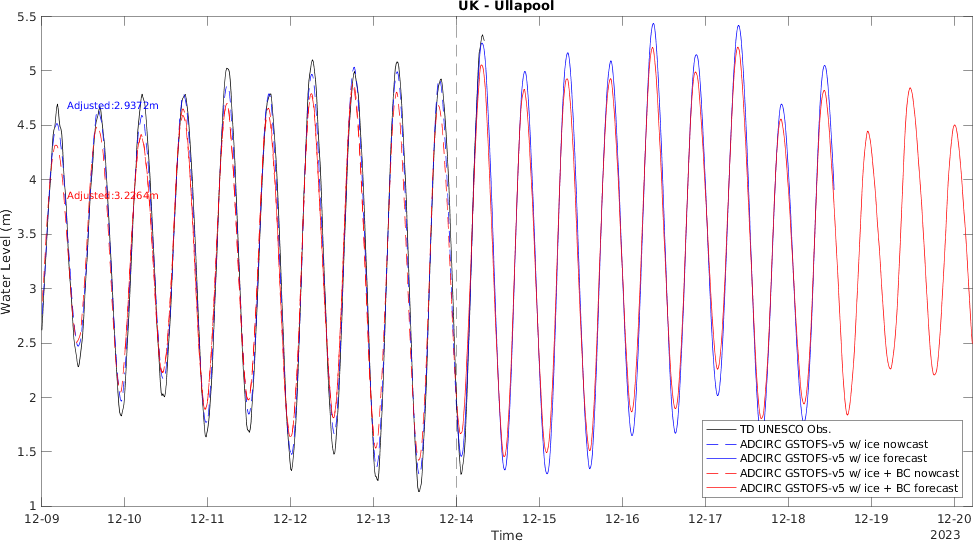 UK - Ullapool
5.5
5
4.5
4
3.5
3
2.5
2
1.5
1
Water Level (m)
Adjusted:2.9372m
Adjusted:3.2264m
TD UNESCO Obs.
ADCIRC GSTOFS-v5 w/ ice nowcast
ADCIRC GSTOFS-v5 w/ ice forecast
ADCIRC GSTOFS-v5 w/ ice + BC nowcast
ADCIRC GSTOFS-v5 w/ ice + BC forecast
12-09 12-10 12-11 12-12 12-13 12-14 12-15 12-16 12-17 12-18 12-19 12-20
Time
2023